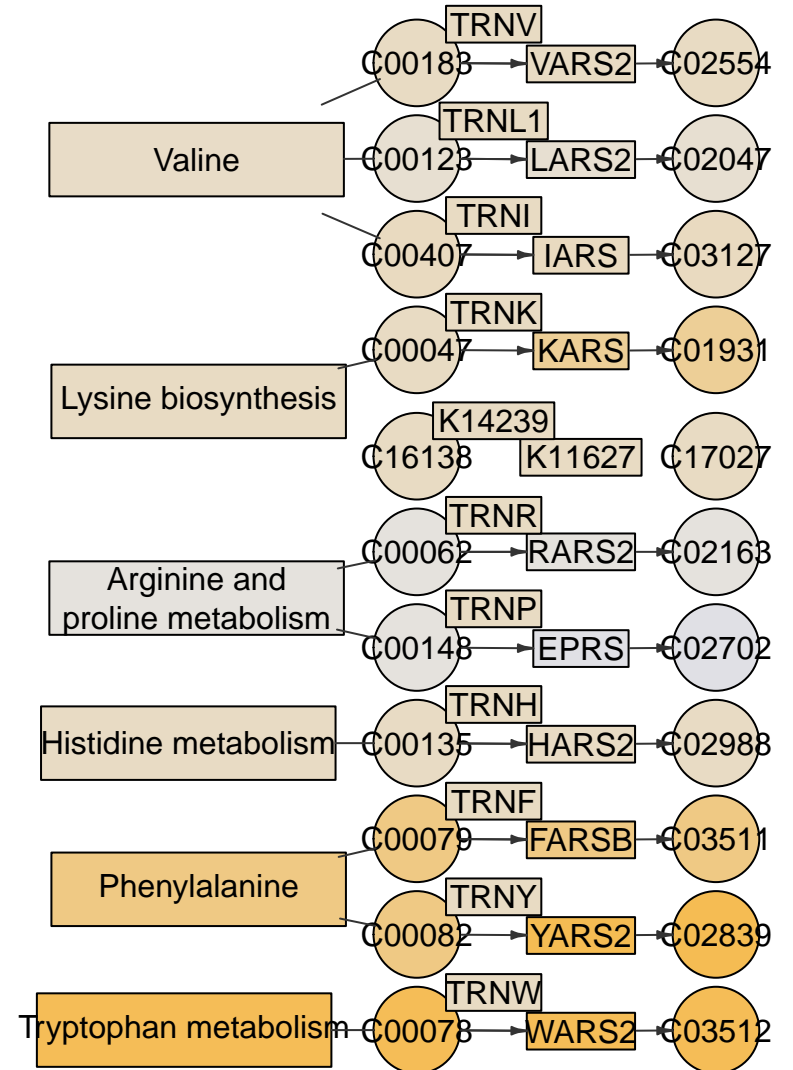 TRNV
C00183
VARS2
C02554
TRNL1
Valine
C00123
LARS2
C02047
TRNI
C00407
IARS
C03127
TRNK
C00047
KARS
C01931
Lysine biosynthesis
K14239
C16138
K11627
C17027
TRNR
C00062
RARS2
C02163
Arginine and
proline metabolism
TRNP
C00148
EPRS
C02702
TRNH
Histidine metabolism
C00135
HARS2
C02988
TRNF
C00079
FARSB
C03511
Phenylalanine
TRNY
C00082
YARS2
C02839
TRNW
Tryptophan metabolism
C00078
WARS2
C03512